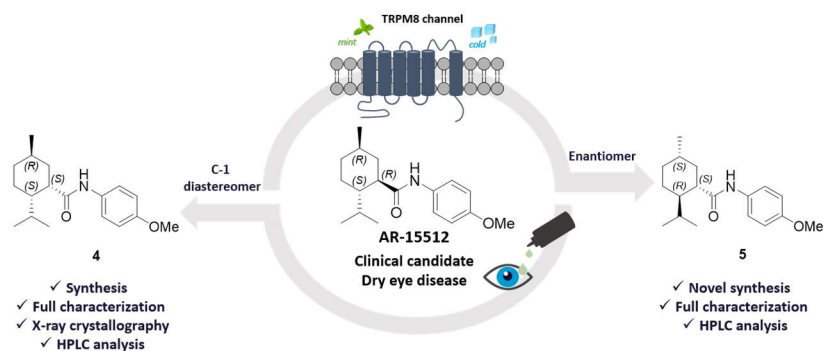 TRPM8 channel
mint
cold
C-1
diastereomer
Enantiomer
(R)
(S)
(S)
H
N
O
OMe
4
(R)
(S)
(R)
H
N
O
OMe
AR-15512
Clinical candidate
Dry eye disease
(S)
(R)
(S)
H
N
O
OMe
5
✓ Synthesis
✓ Full characterization
✓ X-ray crystallography
✓ HPLC analysis
✓ Novel synthesis
✓ Full characterization
✓ HPLC analysis